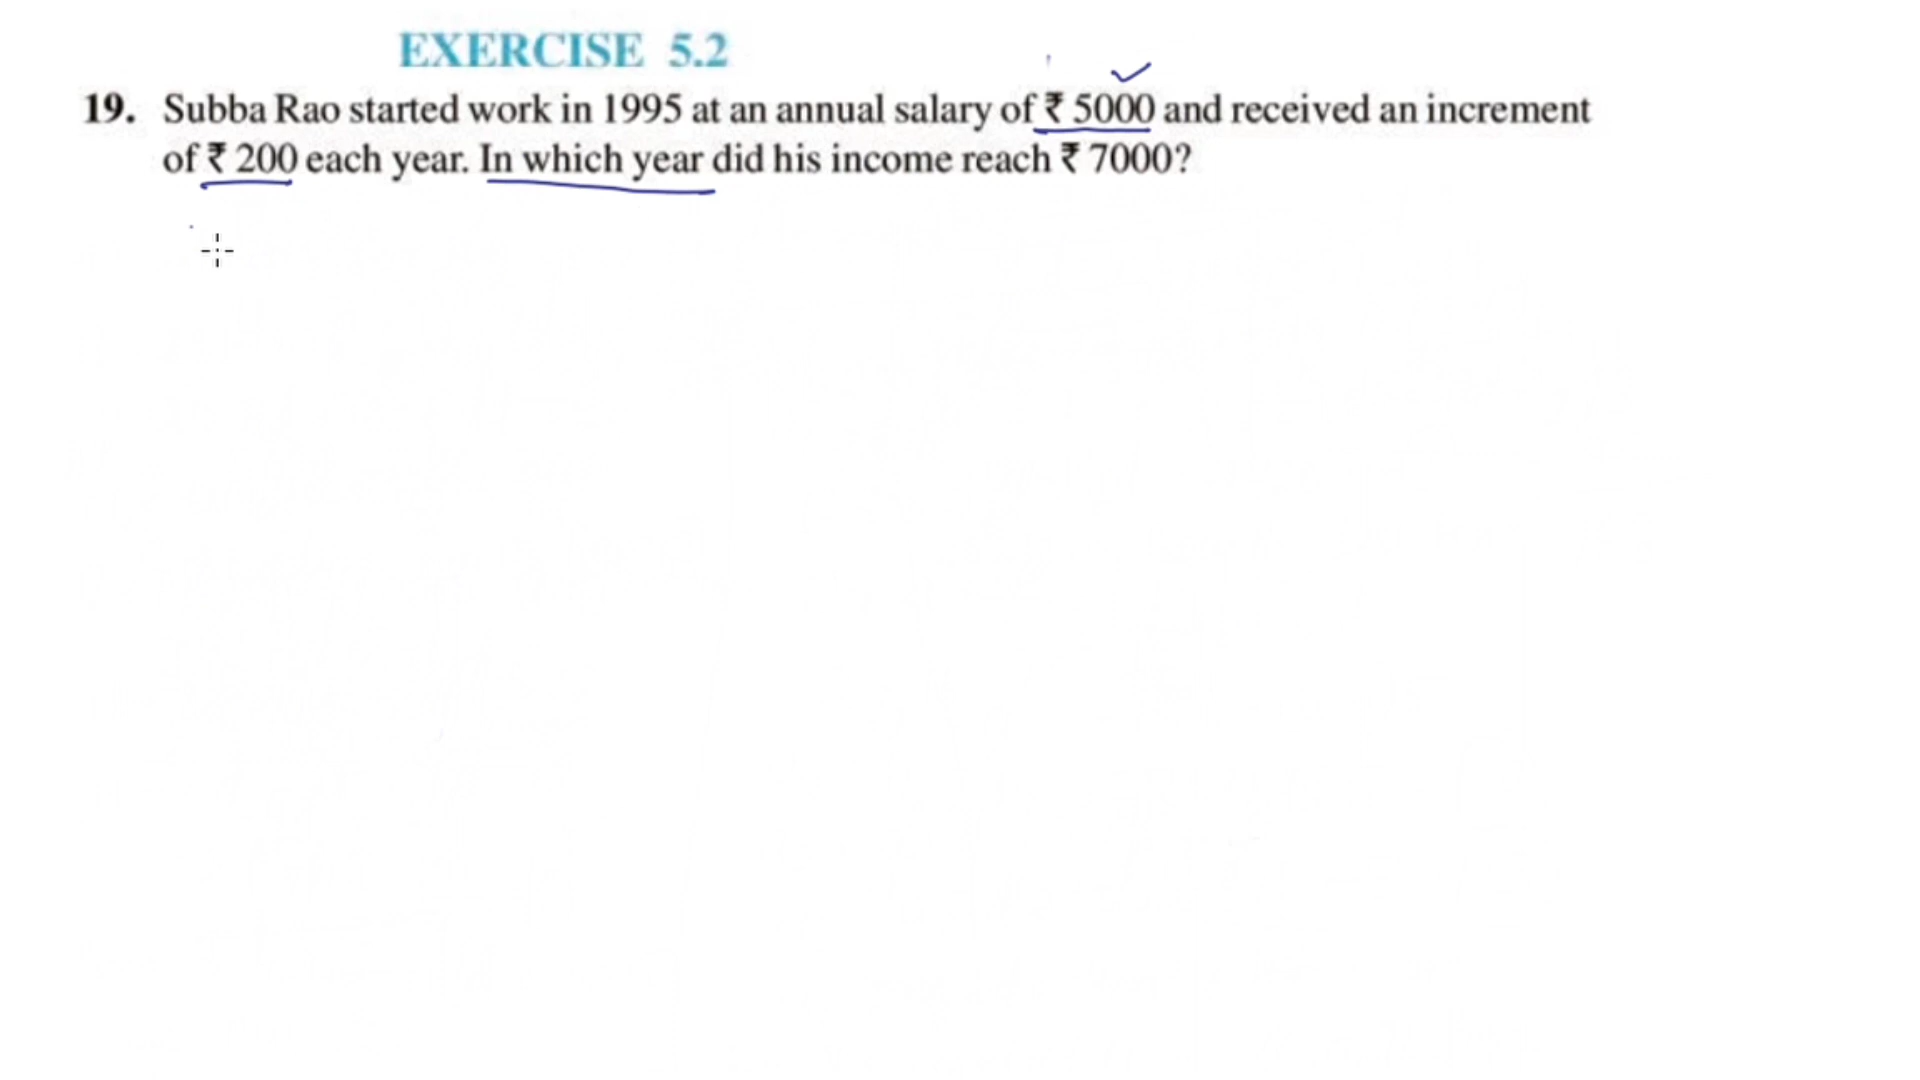 EXERCISE 5.2
19. Subba Rao started work in 1995 at an annual salary of ₹ 5000 and received an increment
of ₹ 200 each year. In which year did his income reach ₹ 7000?